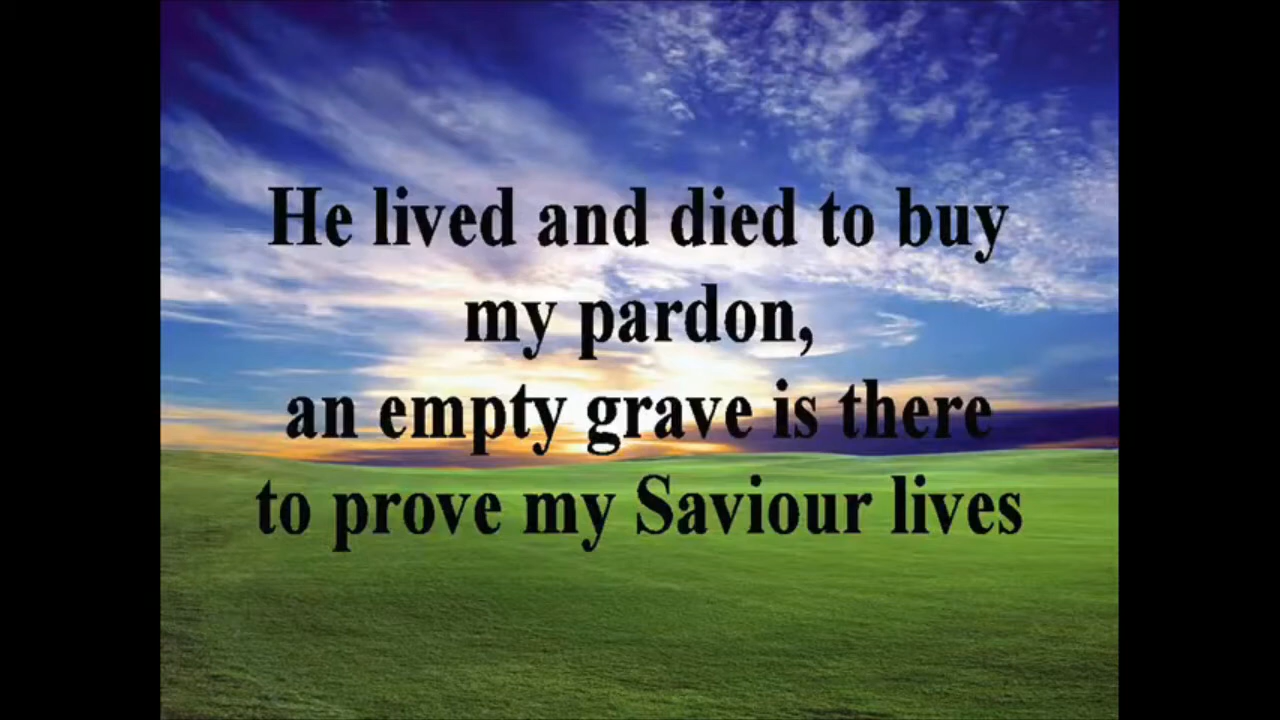 He lived and died to buy
my pardon,
an empty grave is there
to prove my Saviour lives